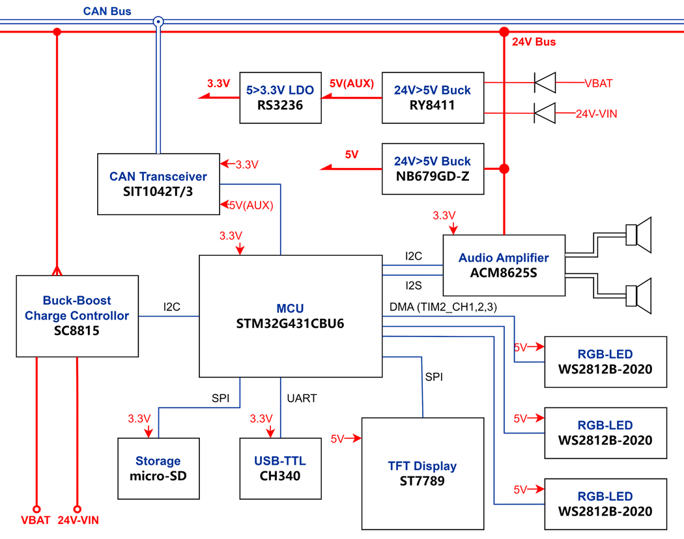 CAN Bus
24V Bus
3.3V
5>3.3V LDO
RS3236
5V(AUX)
24V>5V Buck
RY8411
VBAT
24V-VIN
5V
24V>5V Buck
NB679GD-Z
CAN Transceiver
SIT1042T/3
3.3V
5V(AUX)
3.3V
3.3V
Audio Amplifier
ACM8625S
I2C
I2S
MCU
STM32G431CBU6
DMA (TIM2_CH1,2,3)
Buck-Boost
Charge Controllor
SC8815
I2C
5V
RGB-LED
WS2812B-2020
SPI
UART
SPI
3.3V
3.3V
5V
RGB-LED
WS2812B-2020
5V
Storage
micro-SD
USB-TTL
CH340
TFT Display
ST7789
5V
RGB-LED
WS2812B-2020
VBAT
24V-VIN